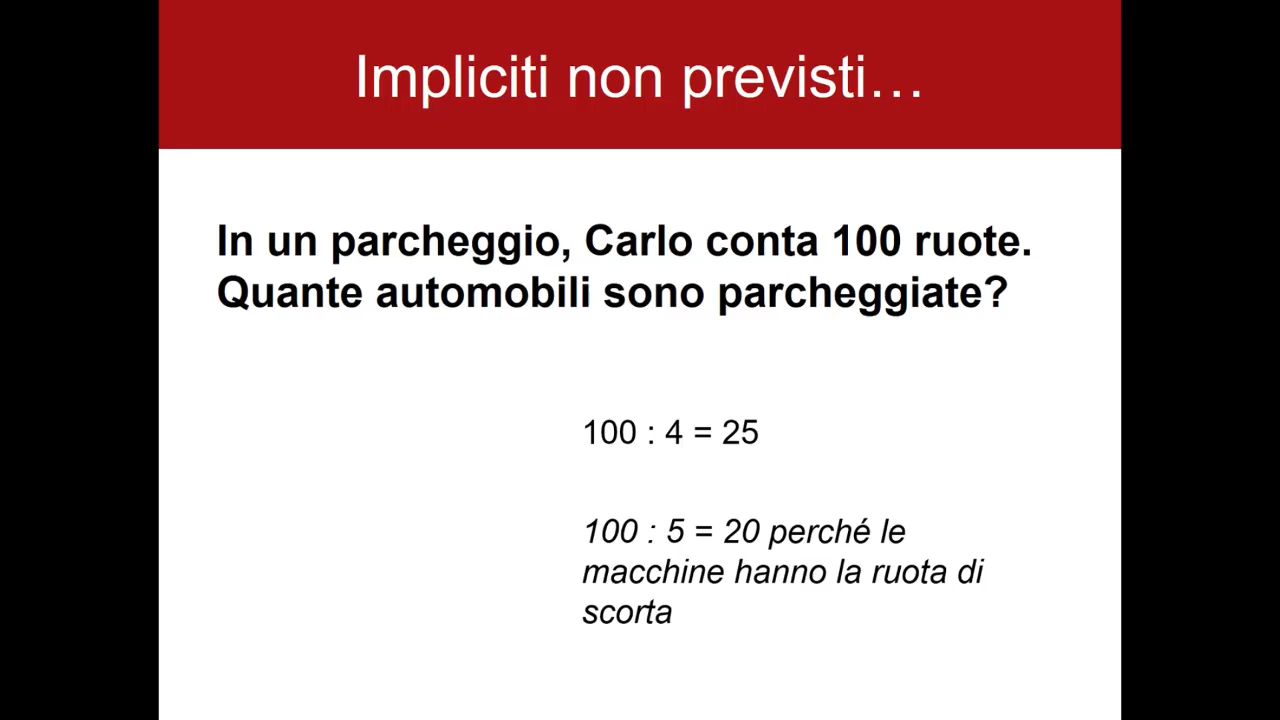 Impliciti non previsti…
In un parcheggio, Carlo conta 100 ruote.
Quante automobili sono parcheggiate?
100 : 4 = 25
100 : 5 = 20 perché le
macchine hanno la ruota di
scorta